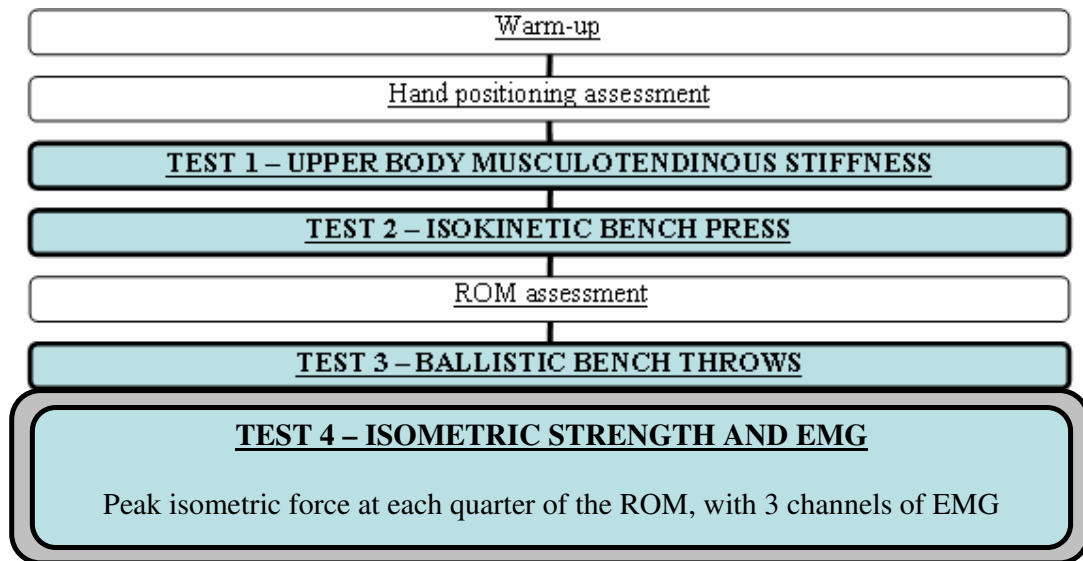 Warm-up
Hand positioning assessment
TEST 1 – UPPER BODY MUSCULOTENDINOUS STIFFNESS
TEST 2 – ISOKINETIC BENCH PRESS
ROM assessment
TEST 3 – BALLISTIC BENCH THROWS
TEST 4 – ISOMETRIC STRENGTH AND EMG
Peak isometric force at each quarter of the ROM, with 3 channels of EMG